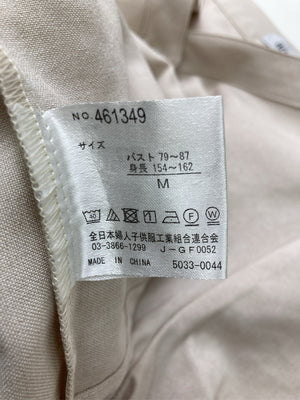 NO. 461349
サイズ
バスト 79～87
身長 154～162
M
全日本婦人子供服工業組合連合会
03-3866-1299 J-GF0052
MADE IN CHINA 5033-0044